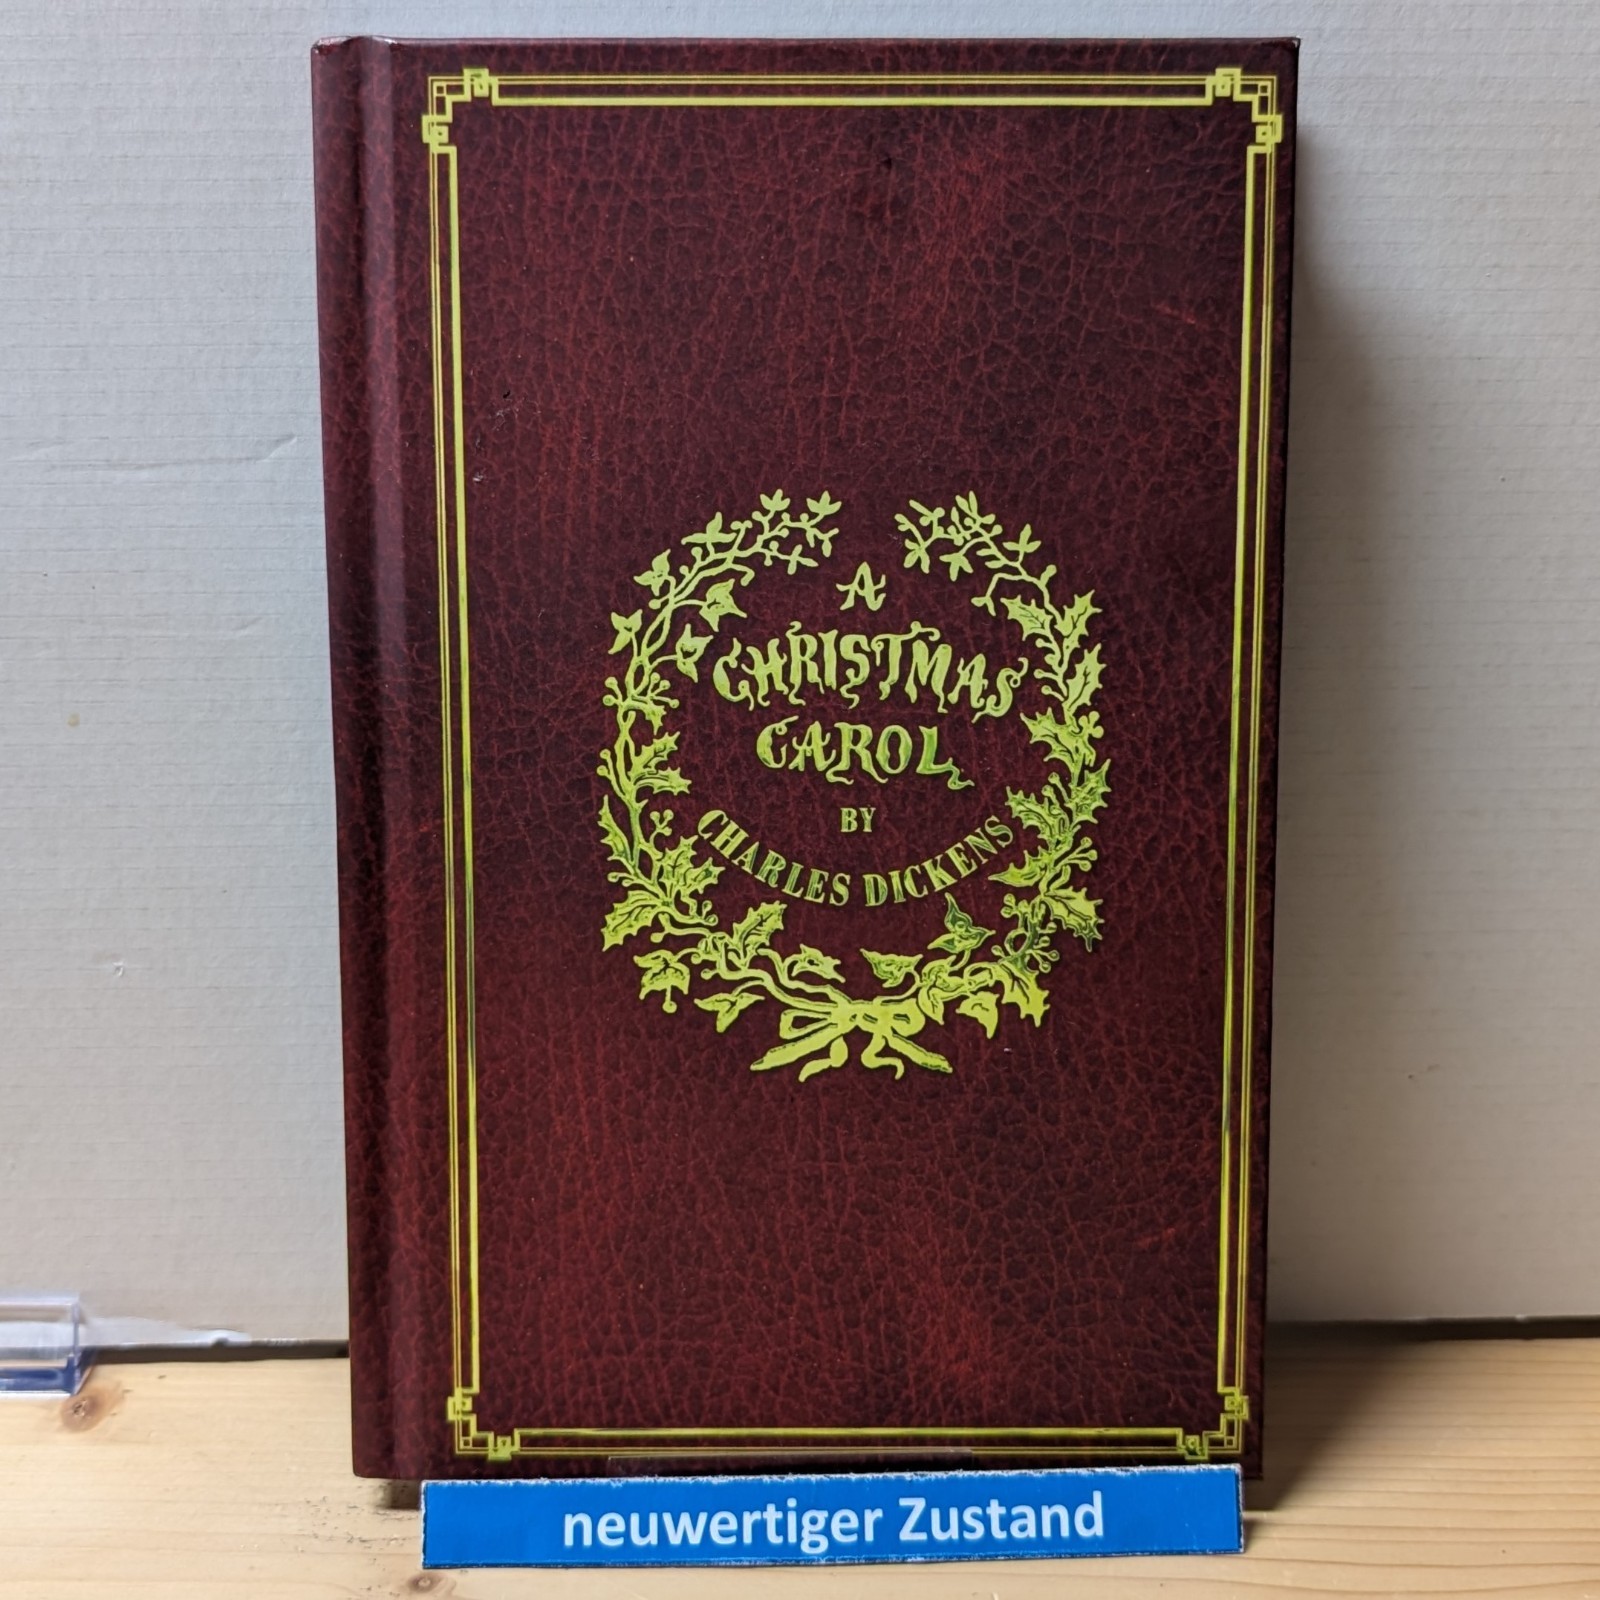 A
CHRISTMAS
CAROL
BY
CHARLES DICKENS
neuwertiger Zustand